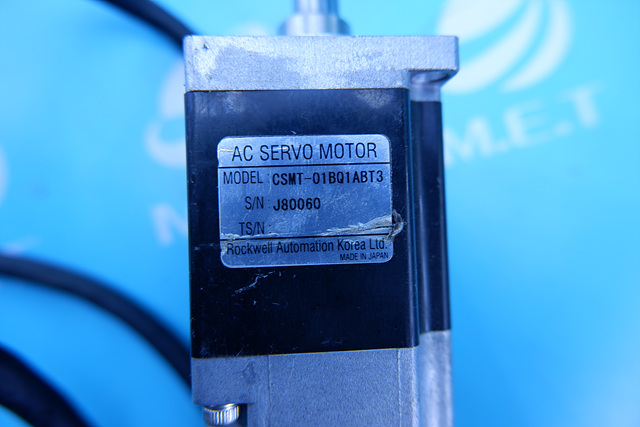 AC SERVO MOTOR
MODEL CSMT-01BQ1ABT3
S/N J80060
TS/N
Rockwell Automation Korea Ltd.
MADE IN JAPAN
M.E.T